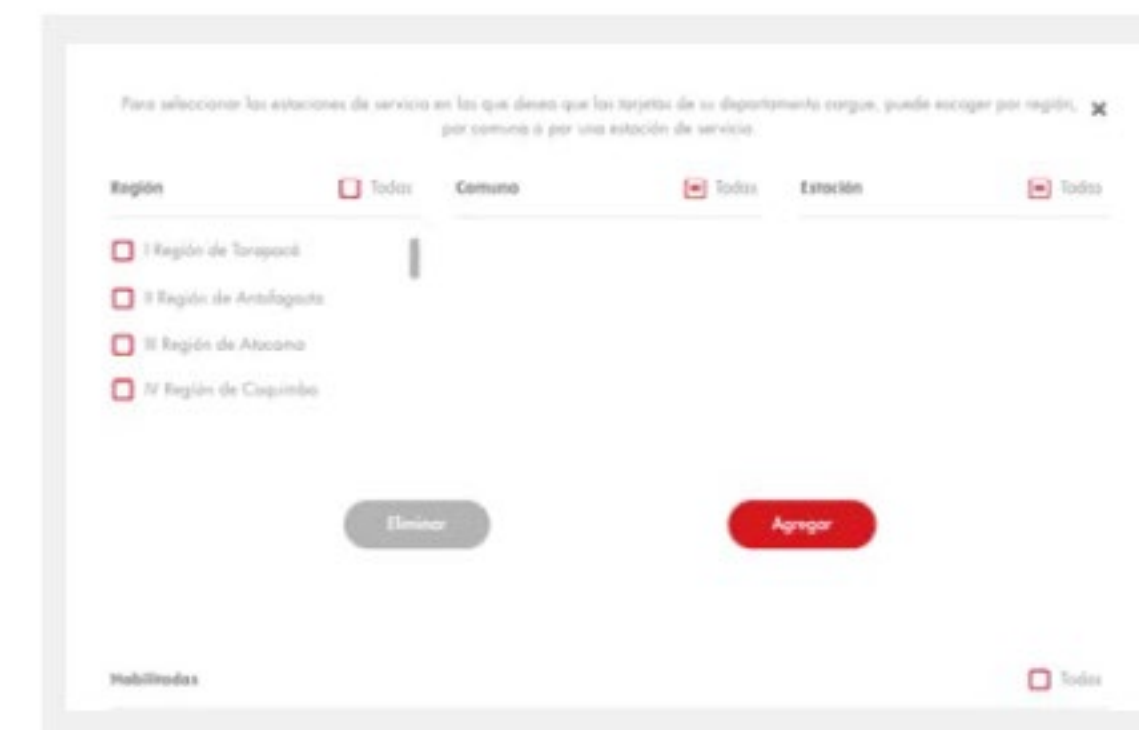 Para seleccionar las estaciones de servicio en las que desea que las tarjetas de su departamento cargue, puede escoger por región,
por comuna o por una estación de servicio.
Región Todas Comuna Todas Estación Todas
I Región de Tarapacá
II Región de Antofagasta
III Región de Atacama
IV Región de Coquimbo
Eliminar Agregar
Habilitadas Todas